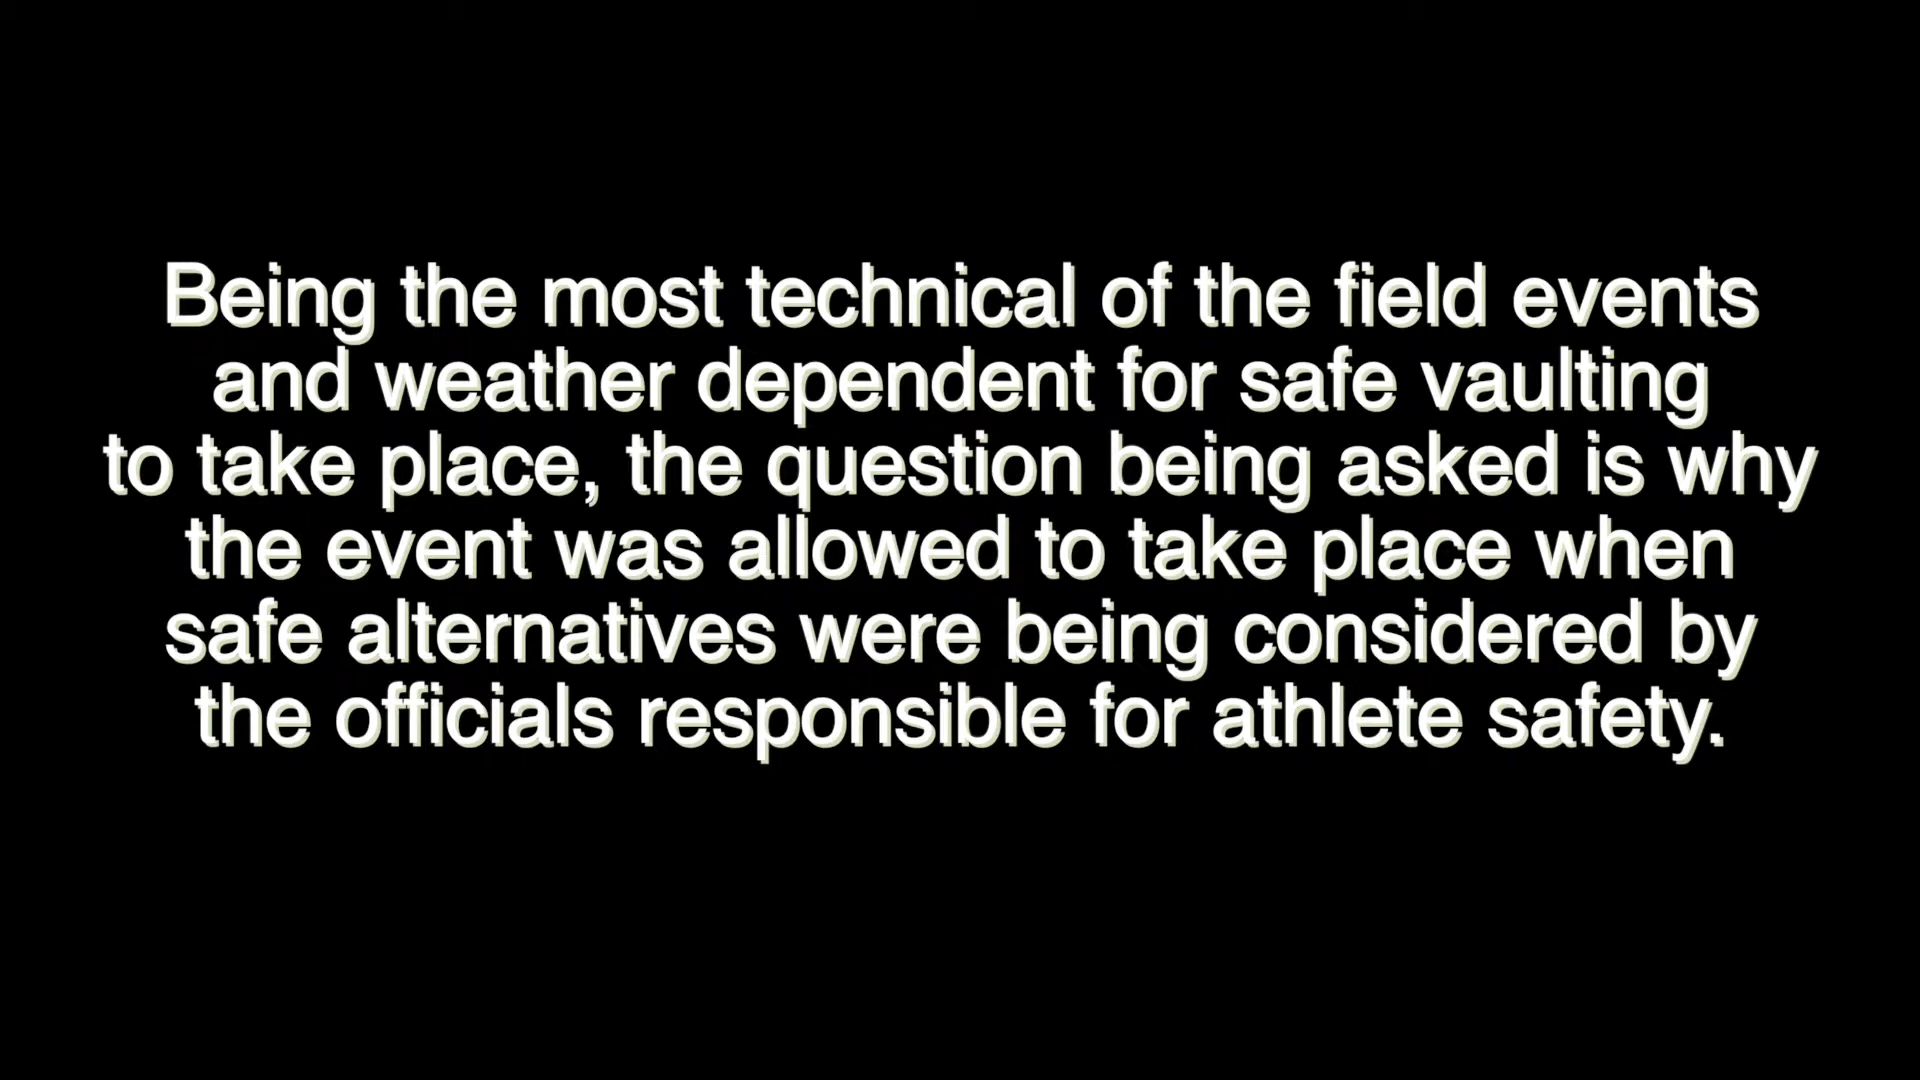 Being the most technical of the field events
and weather dependent for safe vaulting
to take place, the question being asked is why
the event was allowed to take place when
safe alternatives were being considered by
the officials responsible for athlete safety.